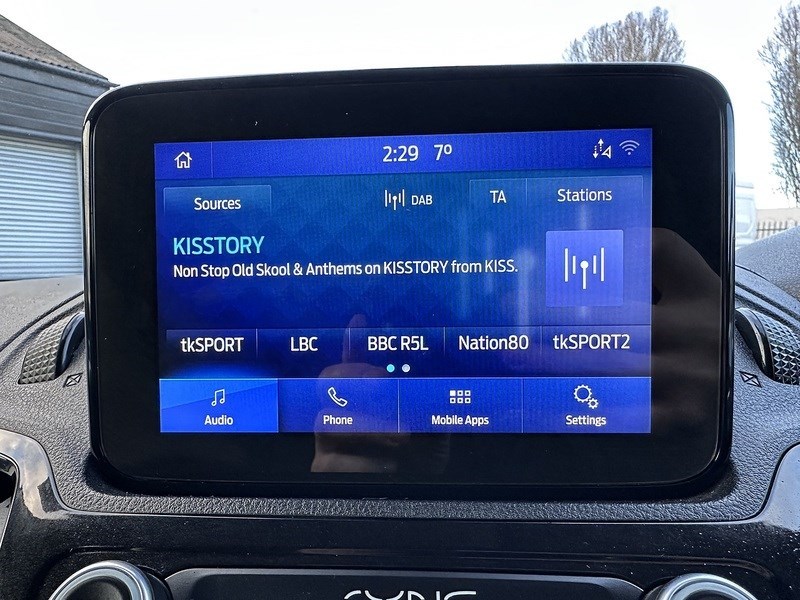 2:29 7º
Sources
DAB
TA
Stations
KISSTORY
Non Stop Old Skool & Anthems on KISSTORY from KISS.
tkSPORT
LBC
BBC R5L
Nation80
tkSPORT2
Audio
Phone
Mobile Apps
Settings